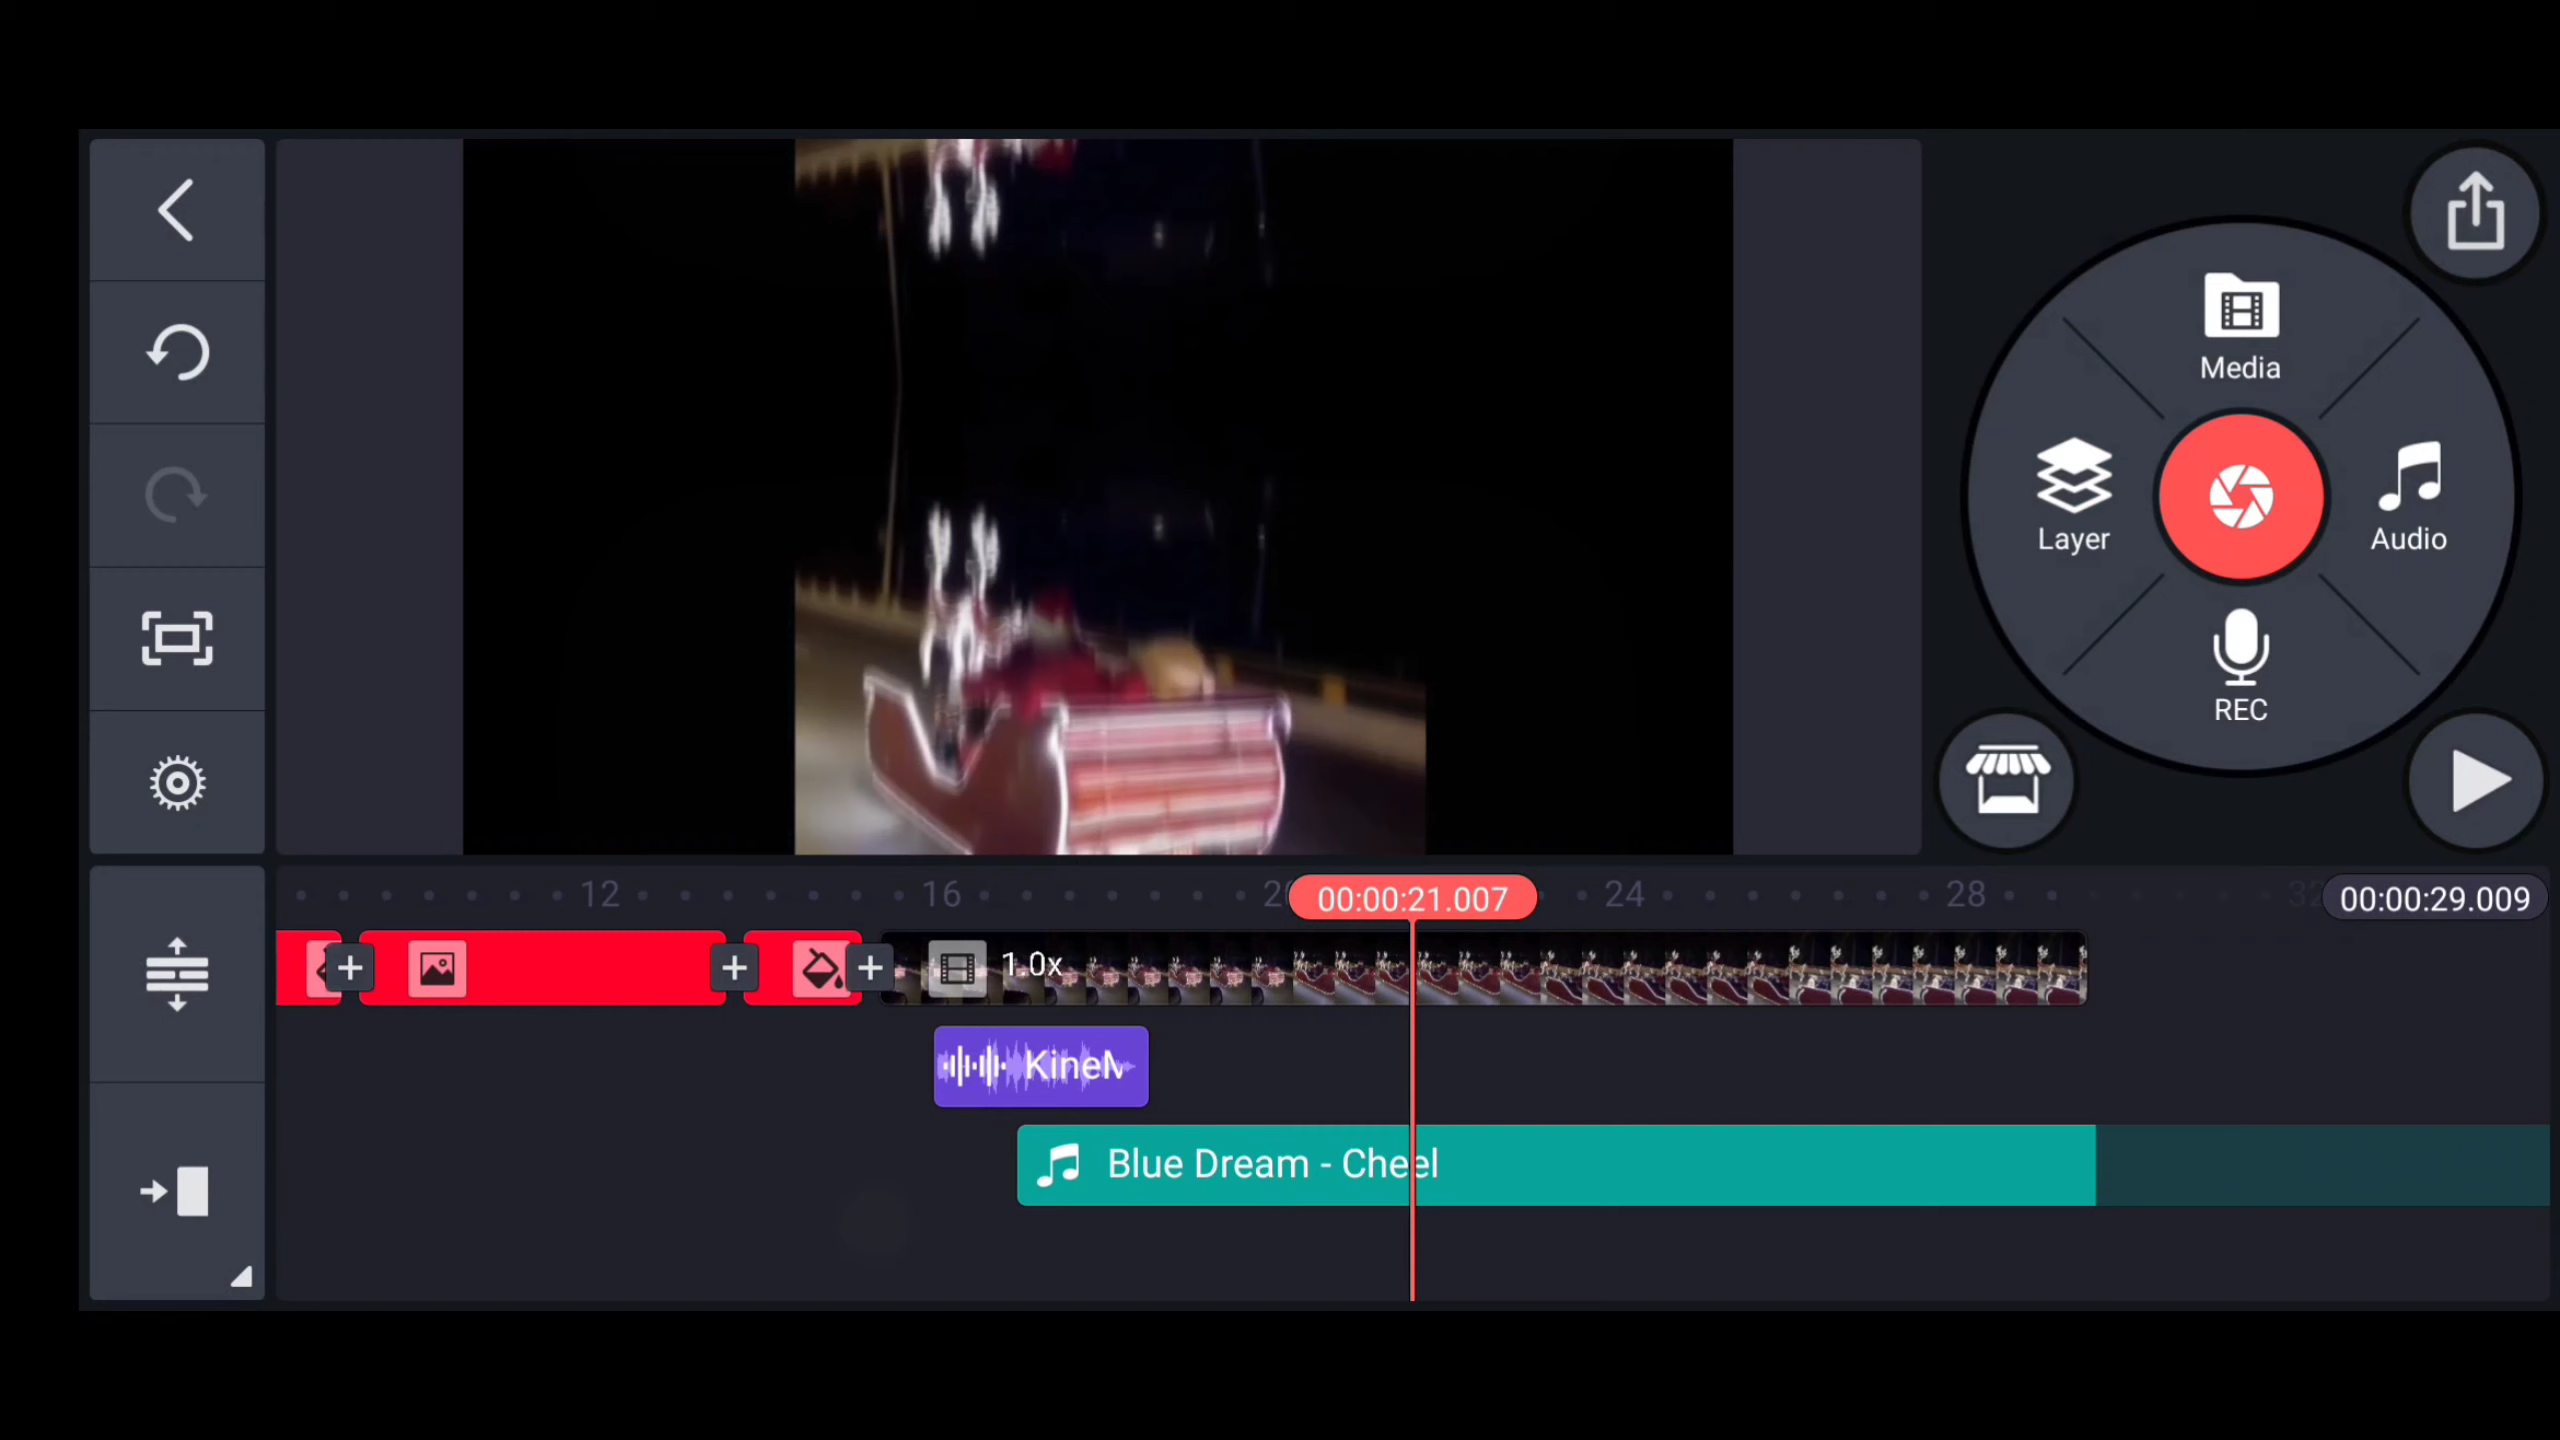 Media
Layer
Audio
REC
12
16
24
28
00:00:21.007
00:00:29.009
1.0x
KineM
Blue Dream - Cheel